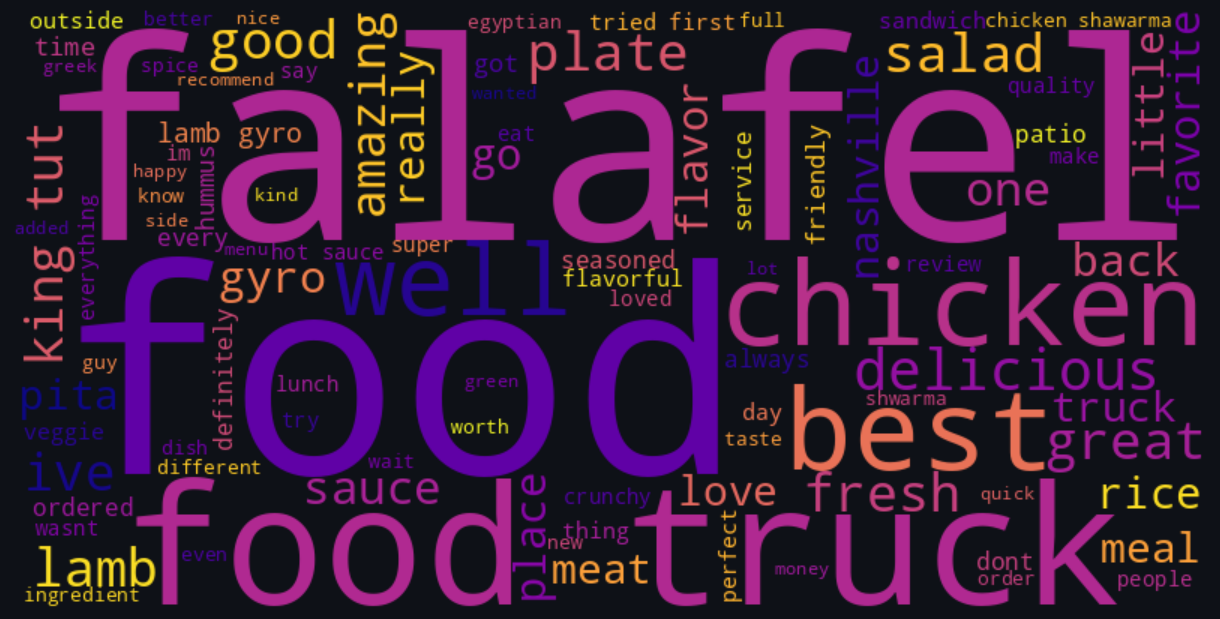 outside
better
nice
egyptian
tried first
full
sandwich
chicken shawarma
time
good
amazing
plate
salad
little
favorite
greek
spice
recommend
say
really
got
wanted
quality
falafel
flavor
nashville
lamb gyro
im
hummus
happy
know
kind
side
eat
go
service
friendly
patio
make
one
king tut
added
everything
every
menu
hot sauce
super
seasoned
flavorful
loved
lot
review
back
gyro
well
chicken
food
guy
definitely
lunch
green
try
worth
always
delicious
shwarma
pita
veggie
day
taste
best
truck
great
dish
different
wait
ive
sauce
place
crunchy
love
fresh
quick
rice
ordered
wasnt
food truck
thing
new
even
lamb
ingredient
meat
perfect
money
dont
order
meal
people